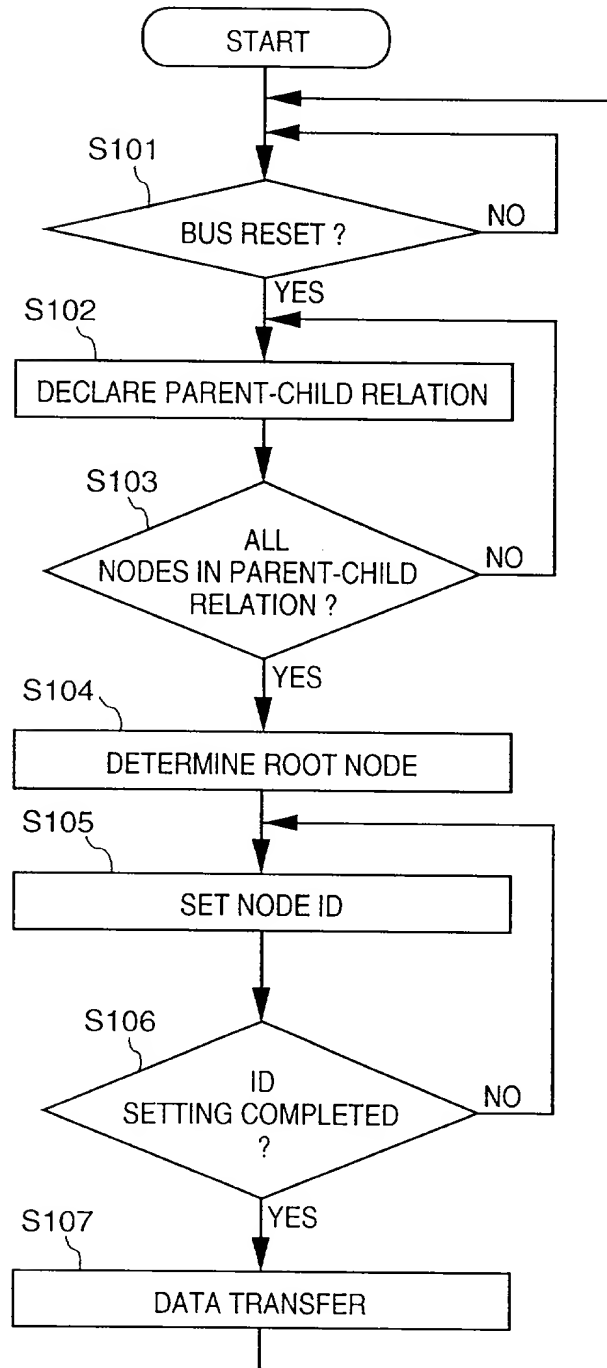 START
S101
BUS RESET ?
NO
YES
S102
DECLARE PARENT-CHILD RELATION
S103
ALL
NODES IN PARENT-CHILD
RELATION ?
NO
YES
S104
DETERMINE ROOT NODE
S105
SET NODE ID
S106
ID
SETTING COMPLETED
?
NO
YES
S107
DATA TRANSFER